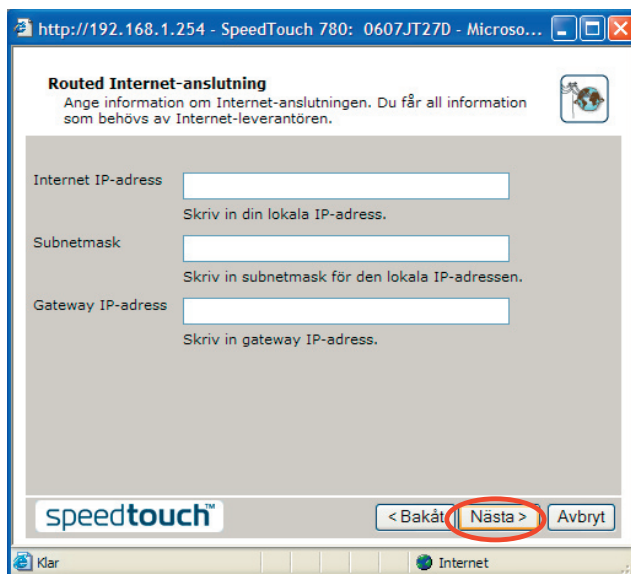 http://192.168.1.254 - SpeedTouch 780: 0607JT27D - Microso...
Routed Internet-anslutning
Ange information om Internet-anslutningen. Du får all information
som behövs av Internet-leverantören.
Internet IP-adress
Skriv in din lokala IP-adress.
Subnetmask
Skriv in subnetmask för den lokala IP-adressen.
Gateway IP-adress
Skriv in gateway IP-adress.
speedtouch™
< Bakåt Nästa > Avbryt
Klar Internet